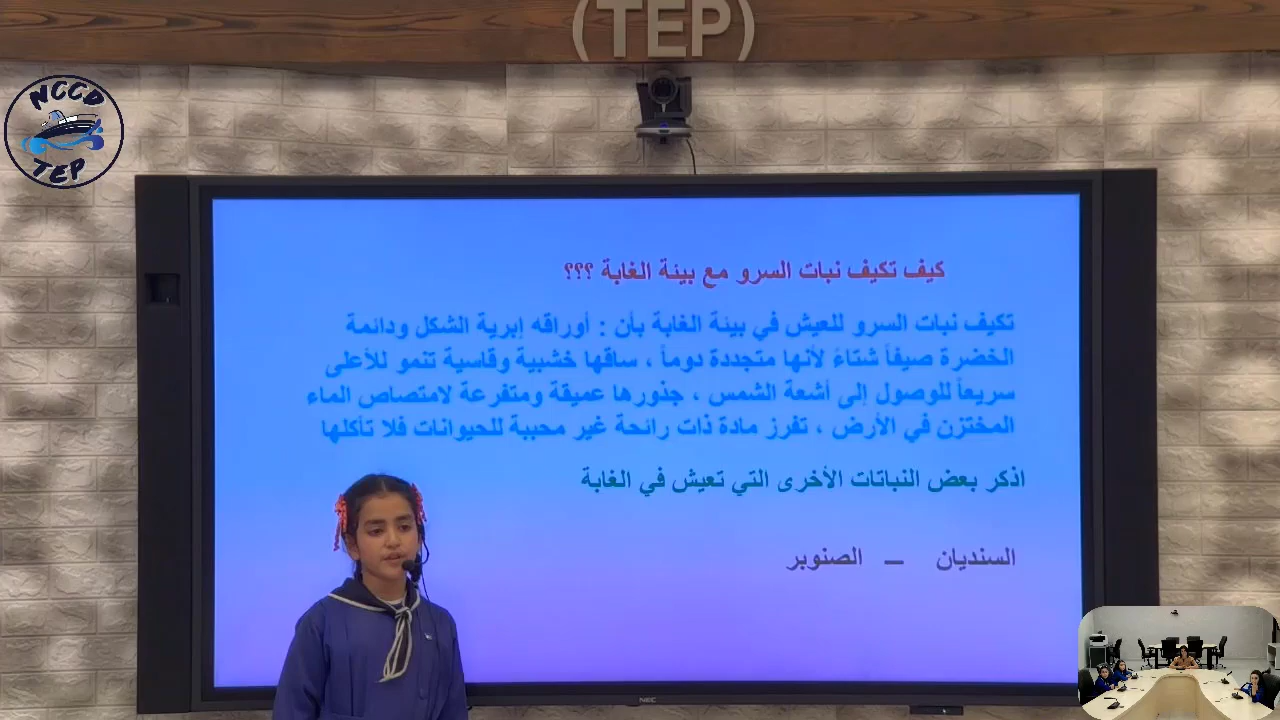 (TEP)
NCCD
TEP
كيف تكيف نبات السرو مع بيئة الغابة ؟؟؟
تكيف نبات السرو للعيش في بيئة الغابة بأن : أوراقه إبرية الشكل ودائمة
الخضرة صيفاً شتاءً لأنها متجددة دوماً ، ساقها خشبية وقاسية تنمو للأعلى
سريعاً للوصول إلى أشعة الشمس ، جذورها عميقة ومتفرعة لامتصاص الماء
المختزن في الأرض ، تفرز مادة ذات رائحة غير محببة للحيوانات فلا تأكلها
اذكر بعض النباتات الأخرى التي تعيش في الغابة
السنديان – الصنوبر
NEC